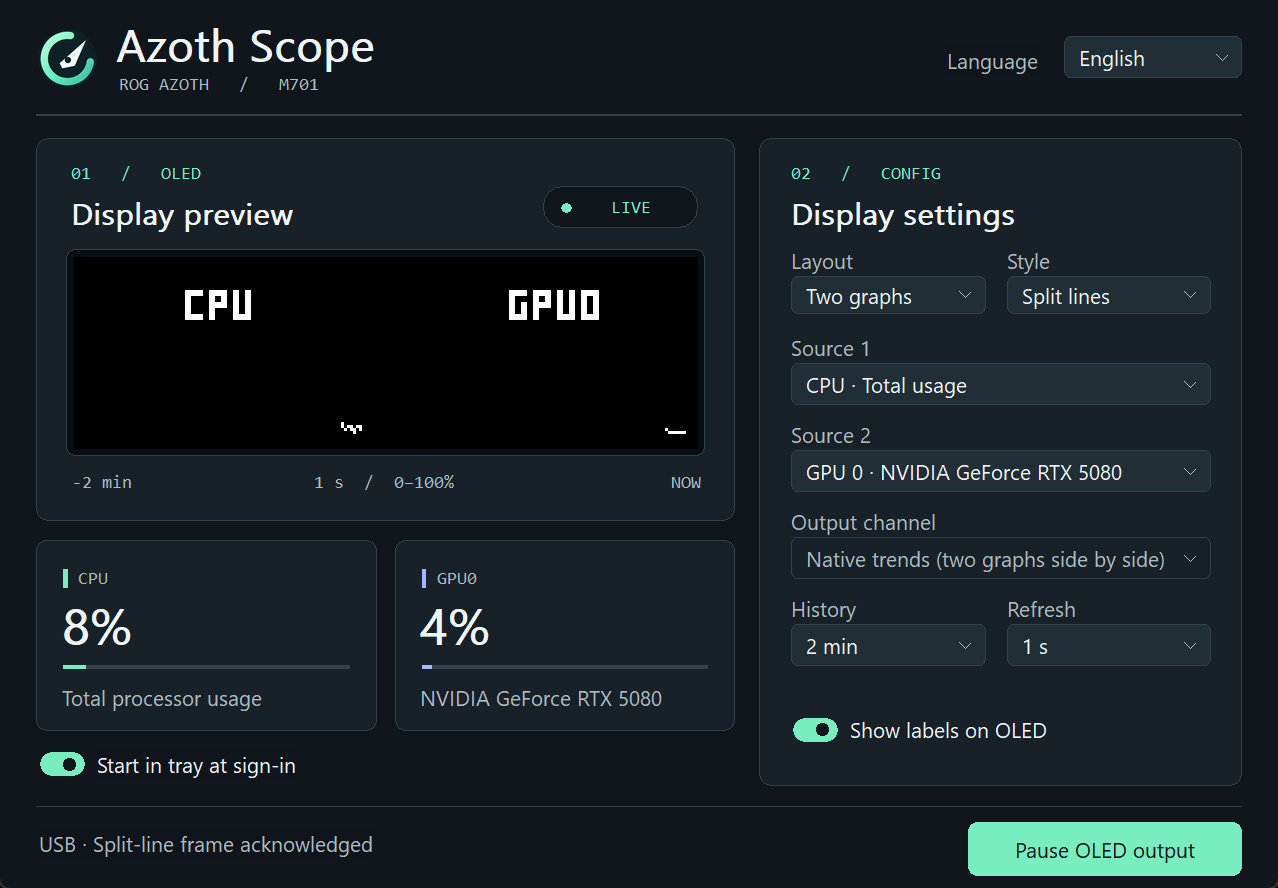 Azoth Scope
ROG AZOTH / M701
Language
English
01 / OLED
Display preview
LIVE
CPU
GPU0
-2 min
1 s / 0–100%
NOW
CPU
8%
Total processor usage
GPU0
4%
NVIDIA GeForce RTX 5080
Start in tray at sign-in
02 / CONFIG
Display settings
Layout
Style
Two graphs
Split lines
Source 1
CPU · Total usage
Source 2
GPU 0 · NVIDIA GeForce RTX 5080
Output channel
Native trends (two graphs side by side)
History
Refresh
2 min
1 s
Show labels on OLED
USB · Split-line frame acknowledged
Pause OLED output